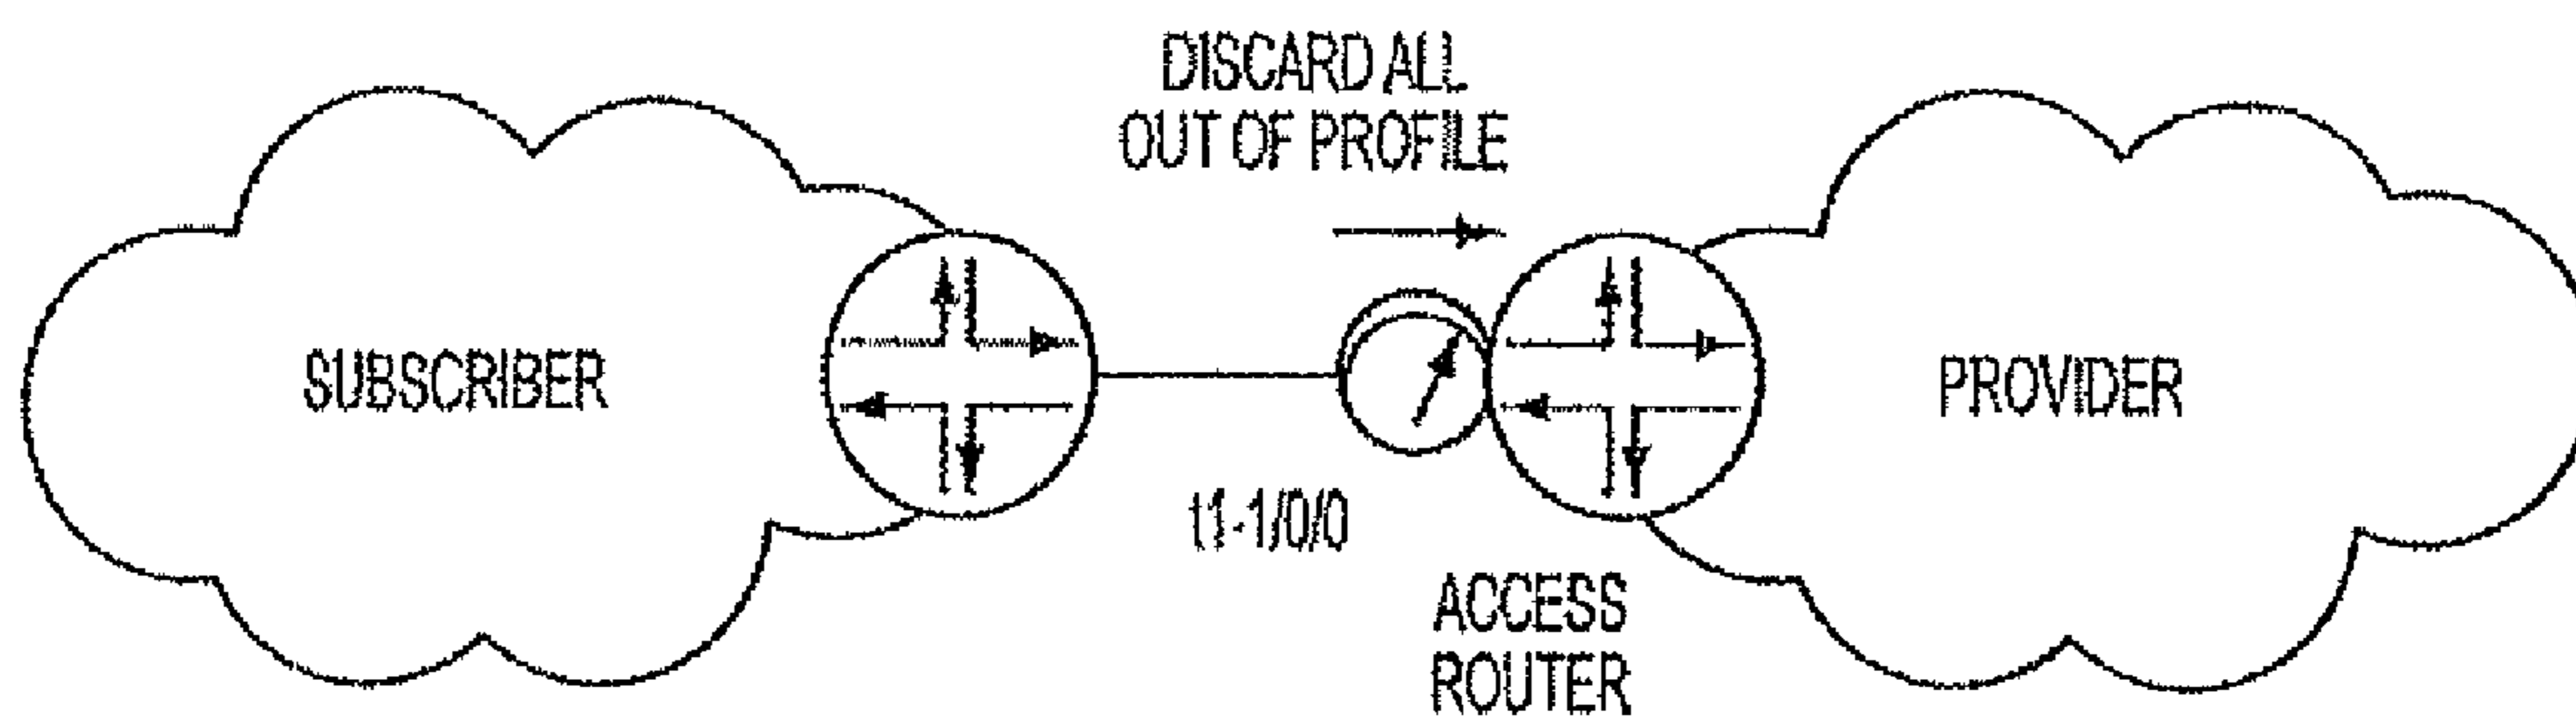 DISCARD ALL
OUT OF PROFILE
SUBSCRIBER
PROVIDER
t1-1/0/0
ACCESS
ROUTER